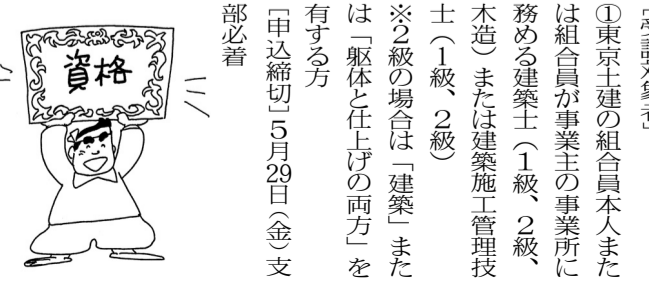 ①東京土建の組合員本人また
は組合員が事業主の事業所に
務める建築士（１級、２級、
木造）または建築施工管理技
士（１級、２級）
※２級の場合は「建築」また
は「躯体と仕上げの両方」を
有する方
［申込締切］５月29日（金）支
部必着
資格